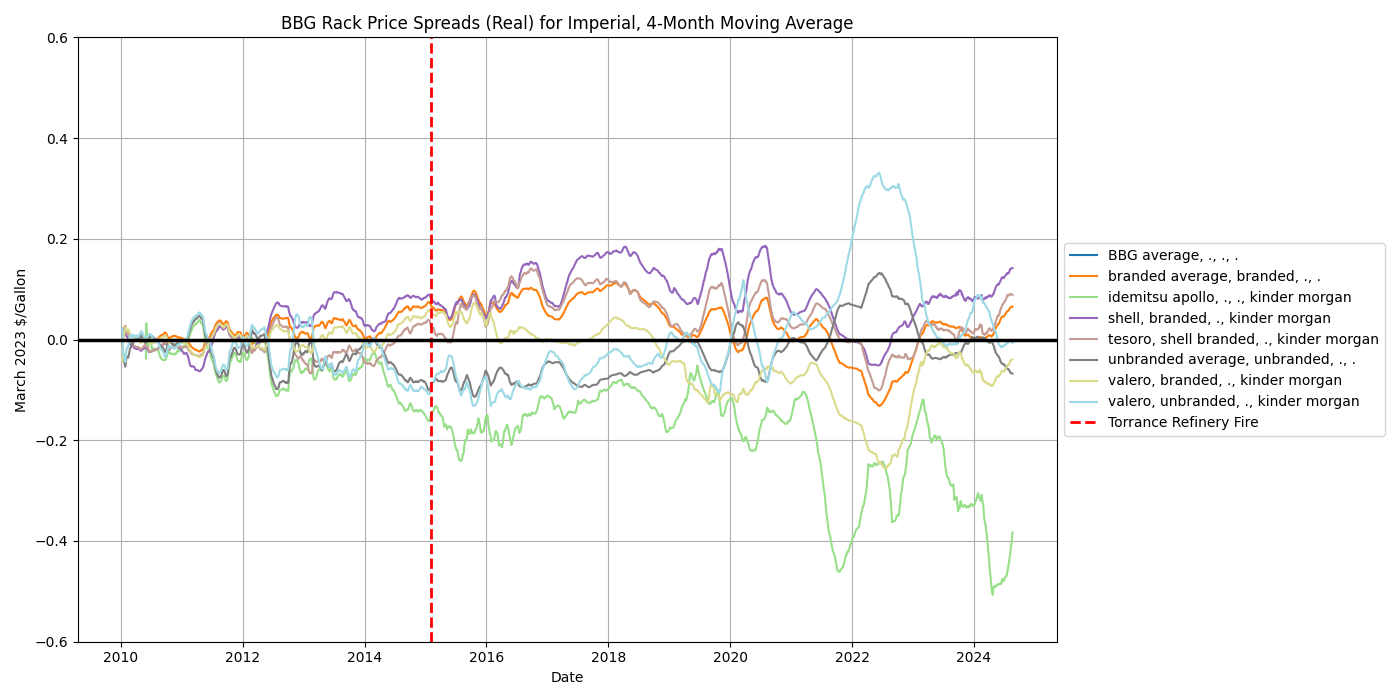 BBG Rack Price Spreads (Real) for Imperial, 4-Month Moving Average
March 2023 $/Gallon
0.6
0.4
0.2
0.0
−0.2
−0.4
−0.6
2010 2012 2014 2016 2018 2020 2022 2024
Date
BBG average, ., ., .
branded average, branded, ., .
idemitsu apollo, ., ., kinder morgan
shell, branded, ., kinder morgan
tesoro, shell branded, ., kinder morgan
unbranded average, unbranded, ., .
valero, branded, ., kinder morgan
valero, unbranded, ., kinder morgan
Torrance Refinery Fire